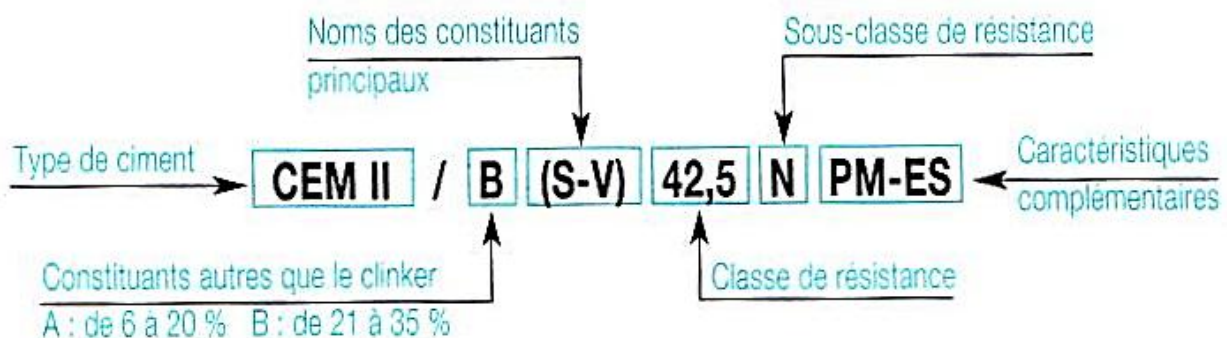 Noms des constituants
principaux
Sous-classe de résistance
Type de ciment
CEM II / B (S-V) 42,5 N PM-ES
Caractéristiques
complémentaires
Constituants autres que le clinker
A : de 6 à 20 % B : de 21 à 35 %
Classe de résistance